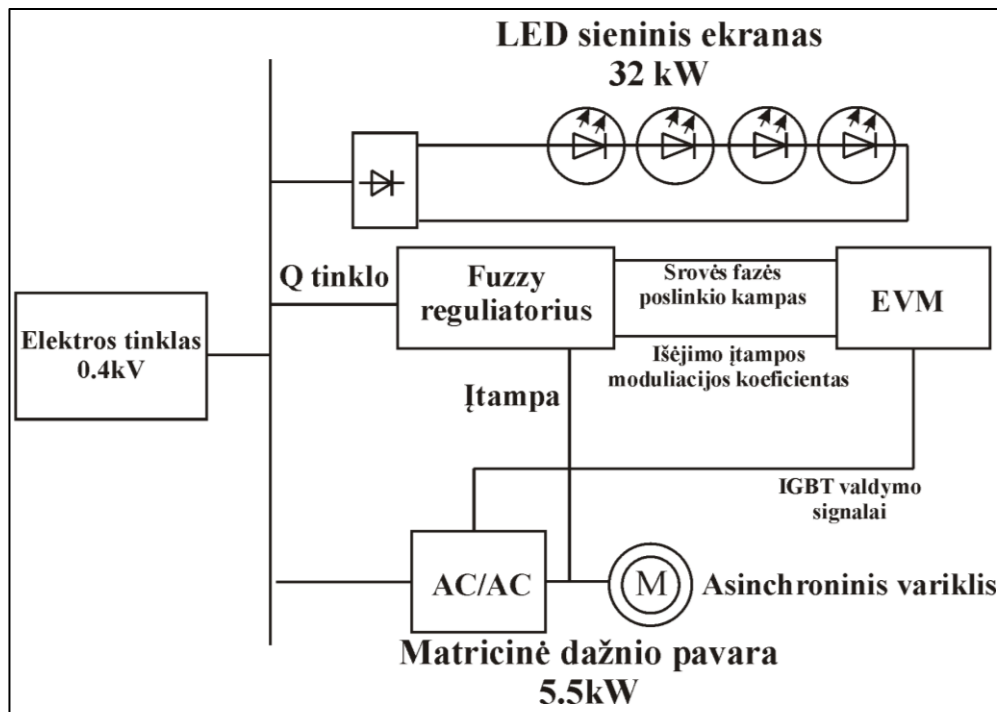 LED sieninis ekranas
32 kW
Q tinklo
Fuzzy
reguliatorius
Srovės fazės
poslinkio kampas
EVM
Elektros tinklas
0.4kV
Išėjimo įtampos
moduliacijos koeficientas
Įtampa
IGBT valdymo
signalai
AC/AC
M
Asinchroninis variklis
Matricinė dažnio pavara
5.5kW